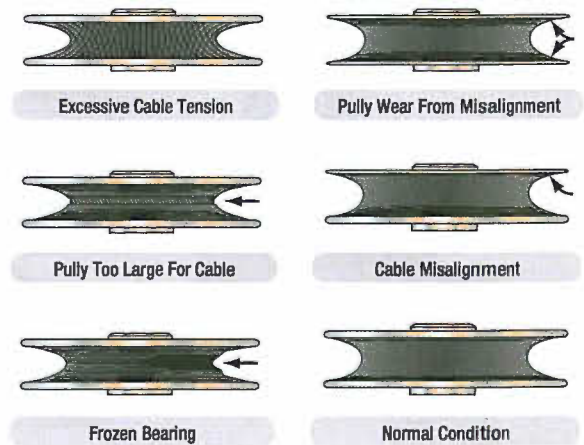 Excessive Cable Tension
Pully Wear From Misalignment
Pully Too Large For Cable
Cable Misalignment
Frozen Bearing
Normal Condition